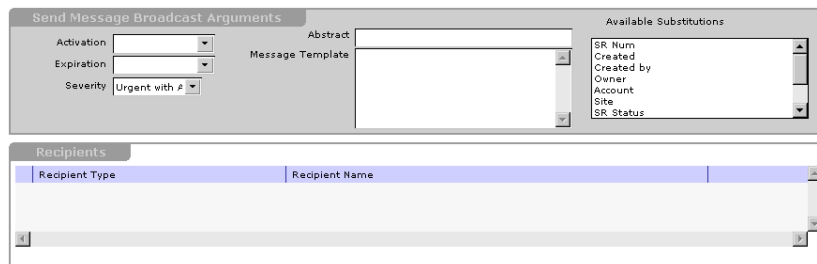 Send Message Broadcast Arguments
Available Substitutions
Activation
Abstract
Expiration
Message Template
Severity
Urgent with
SR Num
Created
Created by
Owner
Account
Site
SR Status
Recipients
Recipient Type
Recipient Name